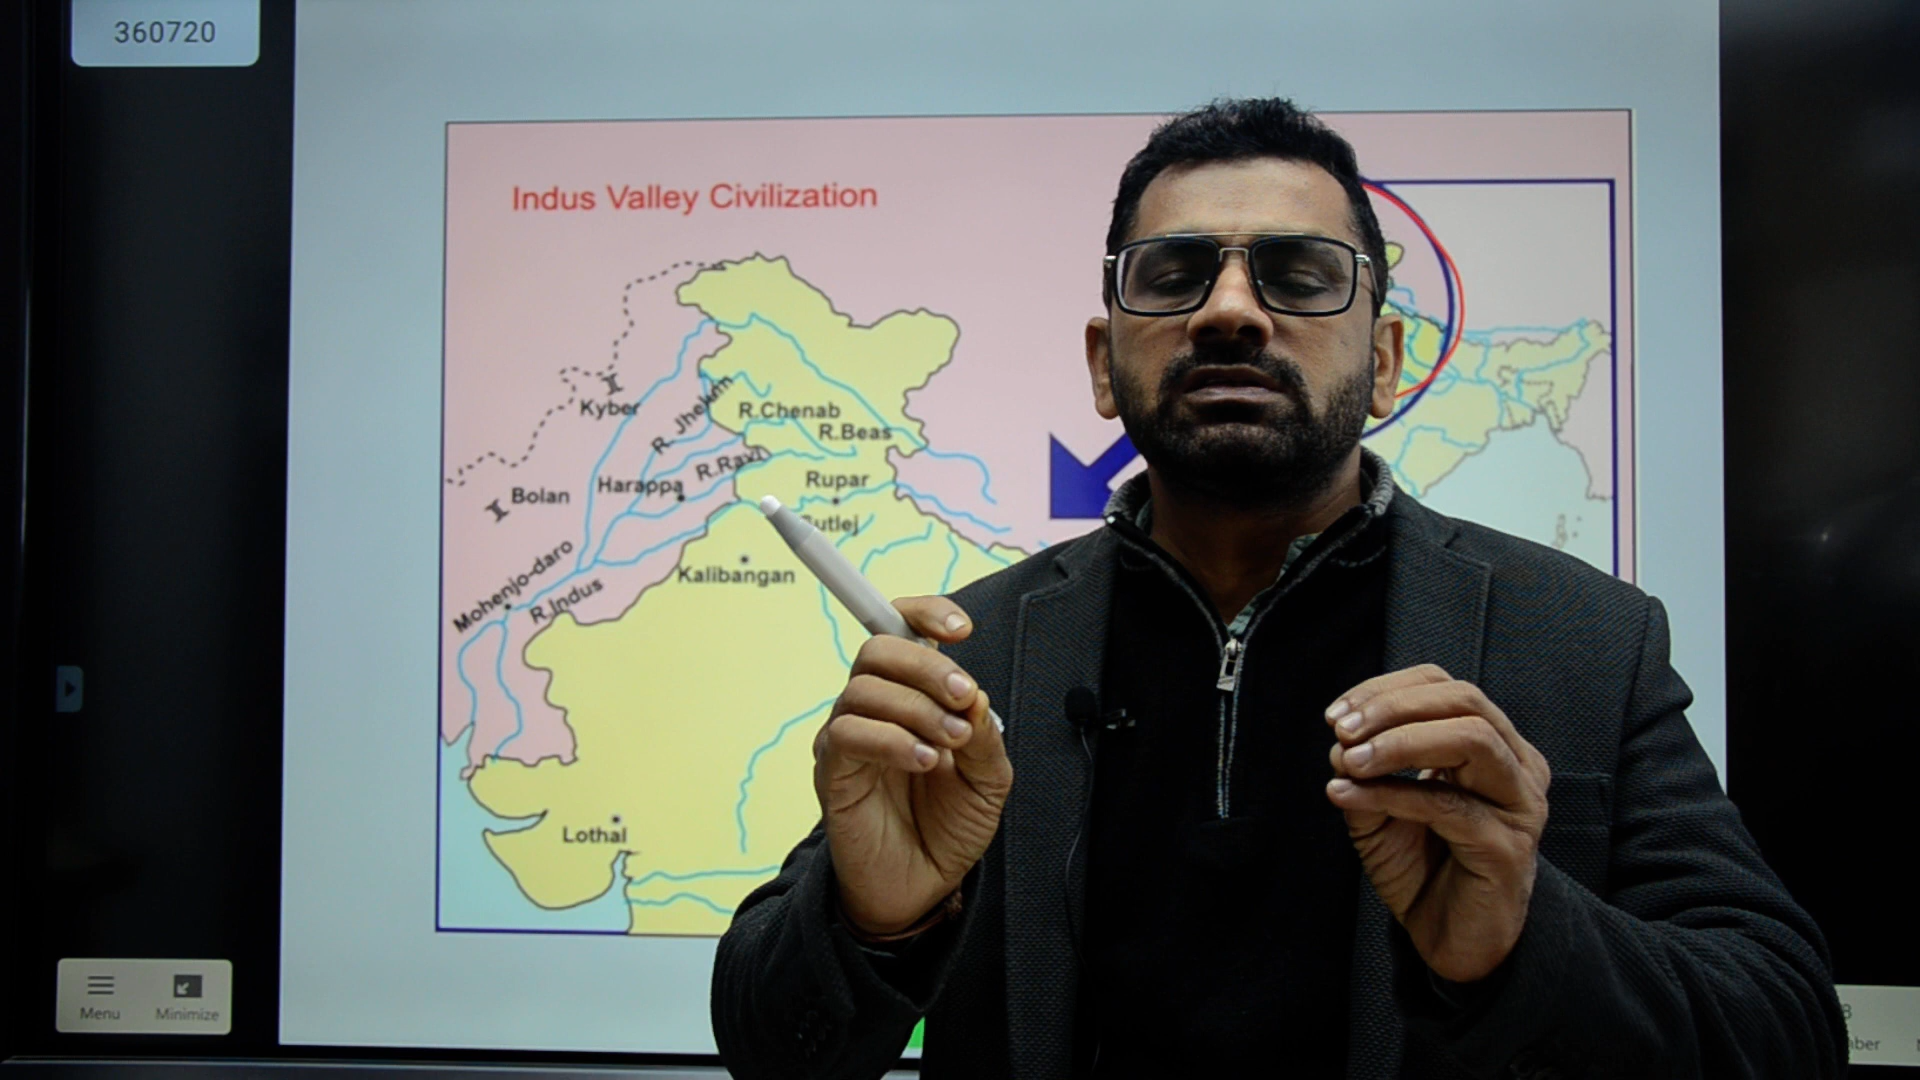 360720
Indus Valley Civilization
Kyber
R. Jhelum
R.Chenab
R.Beas
R.Ravi
Rupar
Harappa
Bolan
Sutlej
Kalibangan
Mohenjo-daro
R.Indus
Lothal
Menu
Minimize